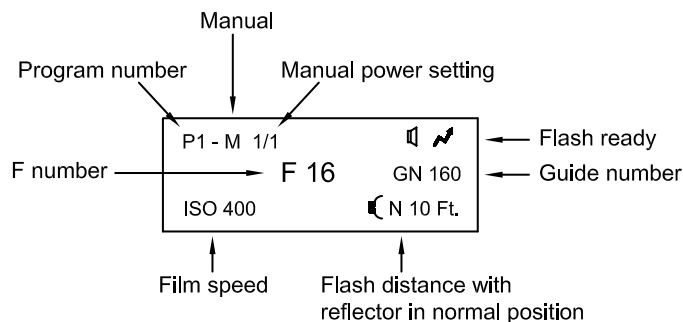 Manual
Program number
Manual power setting
P1 - M 1/1
Flash ready
F number
F 16
GN 160
Guide number
ISO 400
N 10 Ft.
Film speed
Flash distance with
reflector in normal position